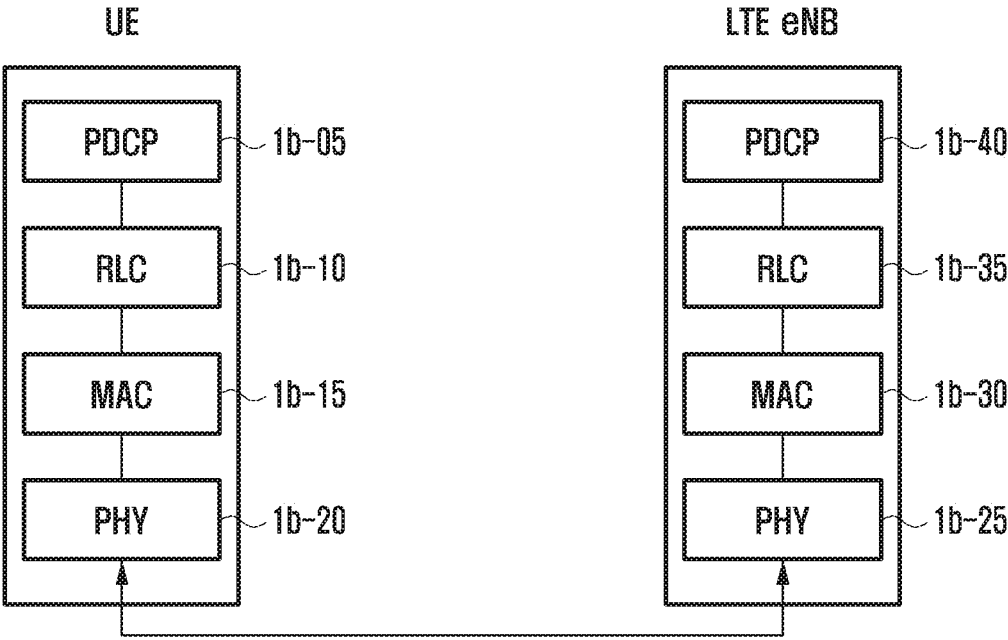 UE LTE eNB
PDCP 1b-05 PDCP 1b-40
RLC 1b-10 RLC 1b-35
MAC 1b-15 MAC 1b-30
PHY 1b-20 PHY 1b-25